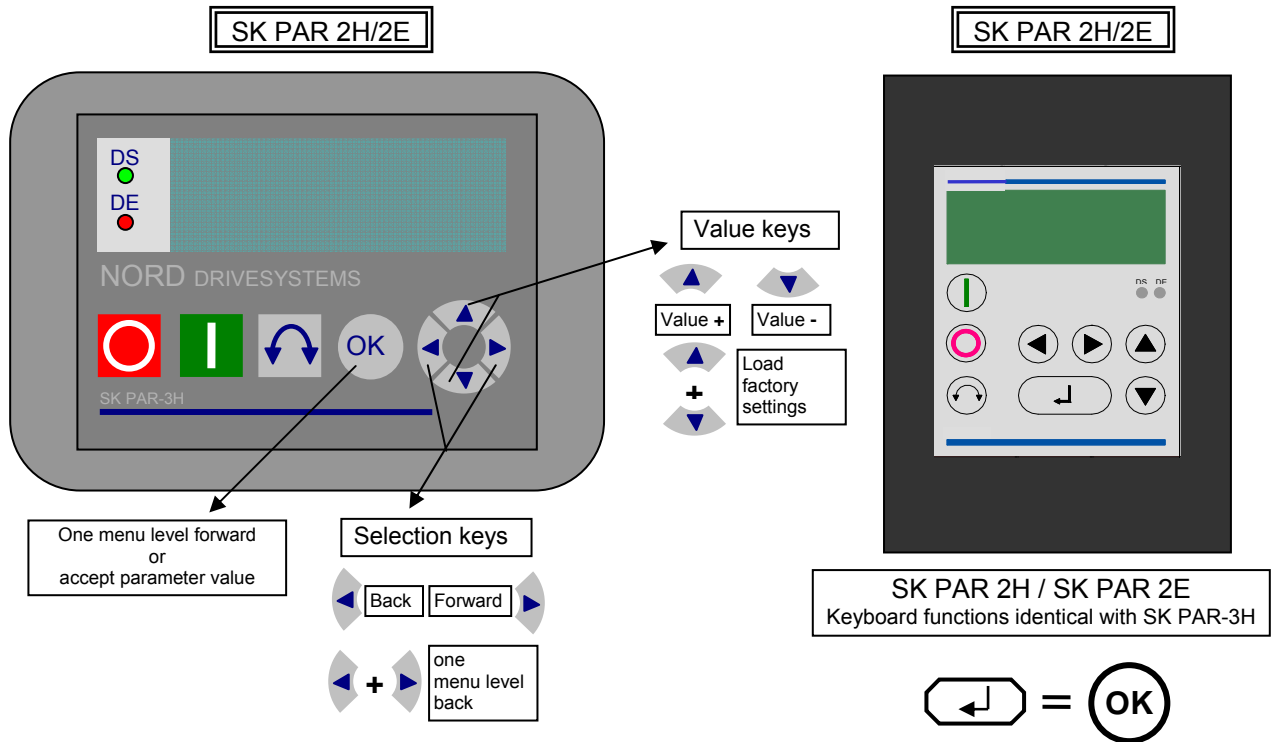 SK PAR 2H/2E
DS
DE
NORD DRIVESYSTEMS
OK
SK PAR-3H
Value keys
Value + Value -
+
Load
factory
settings
One menu level forward
or
accept parameter value
Selection keys
Back Forward
+
one
menu level
back
SK PAR 2H/2E
DS DE
SK PAR 2H / SK PAR 2E
Keyboard functions identical with SK PAR-3H
= OK